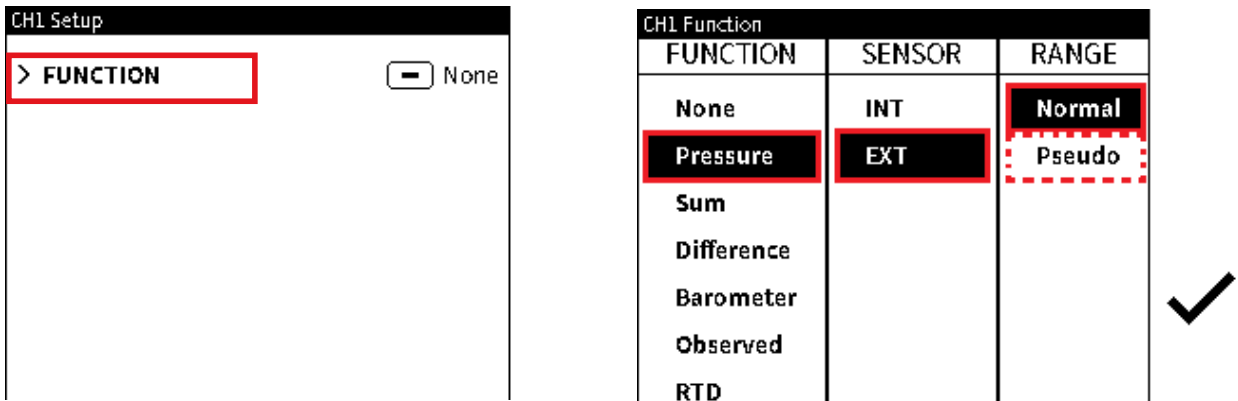 CH1 Setup
> FUNCTION None
CH1 Function
FUNCTION SENSOR RANGE
None INT Normal
Pressure EXT Pseudo
Sum
Difference
Barometer
Observed
RTD